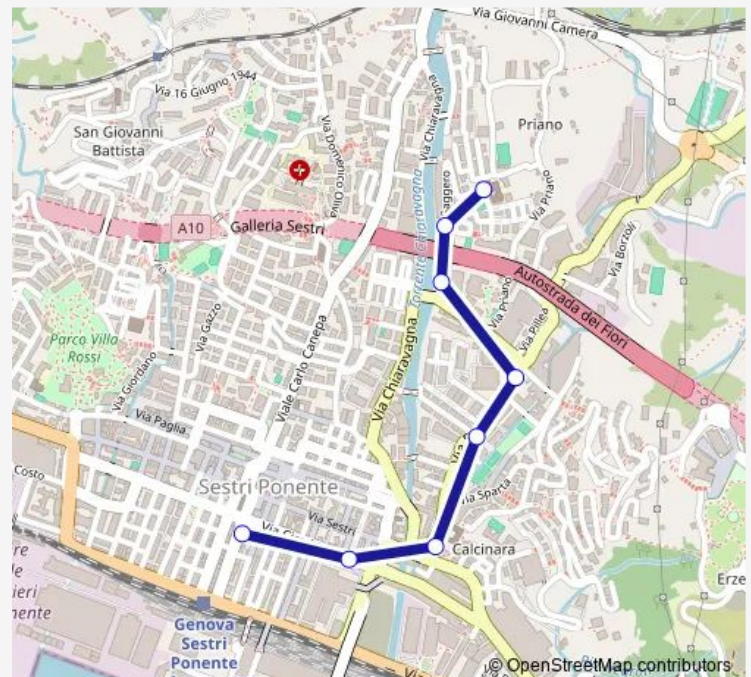 Via Giovanni Camera
Via 16 Giugno 1944
San Giovanni
Battista
Via Domenico Oliva
Via Chiaravagna
Priano
A10
Galleria Sestri
Torrente Chiaravagna
Via Priano
Via Borzoli
Autostrada dei Fiori
Via Priano
Via Pillea
Parco Villa
Rossi
Via Gazzo
Via Giordano
Viale Carlo Canepa
Via Chiaravagna
Via Paglia
Costo
Sestri Ponente
Via Sestri
Via Sparta
Calcinara
Erze
Genova
Sestri
Ponente
© OpenStreetMap contributors